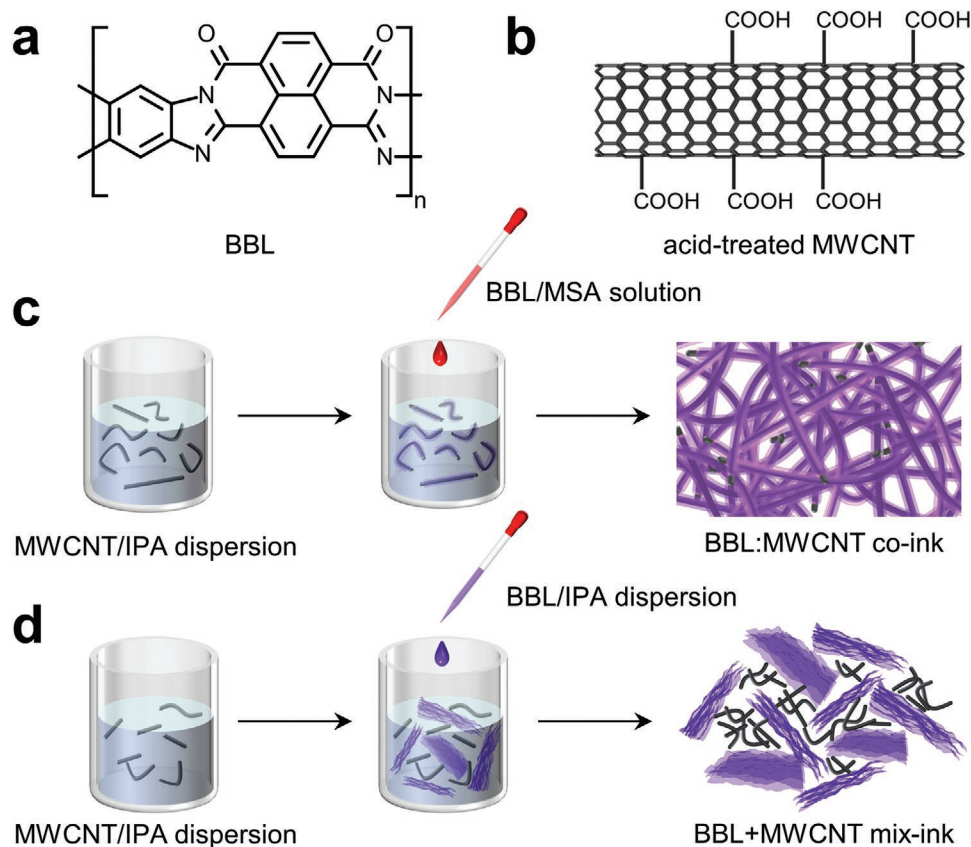 a
b
O
O
N
N
N
N
n
BBL
COOH
COOH
COOH
COOH
COOH
COOH
acid-treated MWCNT
c
BBL/MSA solution
MWCNT/IPA dispersion
BBL:MWCNT co-ink
d
BBL/IPA dispersion
MWCNT/IPA dispersion
BBL+MWCNT mix-ink